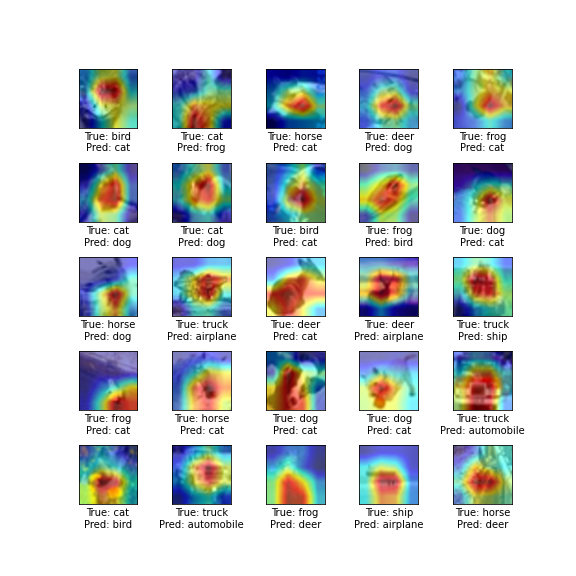 True: bird
Pred: cat
True: cat
Pred: frog
True: horse
Pred: cat
True: deer
Pred: dog
True: frog
Pred: cat
True: cat
Pred: dog
True: cat
Pred: dog
True: bird
Pred: cat
True: frog
Pred: bird
True: dog
Pred: cat
True: horse
Pred: dog
True: truck
Pred: airplane
True: deer
Pred: cat
True: deer
Pred: airplane
True: truck
Pred: ship
True: frog
Pred: cat
True: horse
Pred: cat
True: dog
Pred: cat
True: dog
Pred: cat
True: truck
Pred: automobile
True: cat
Pred: bird
True: truck
Pred: automobile
True: frog
Pred: deer
True: ship
Pred: airplane
True: horse
Pred: deer